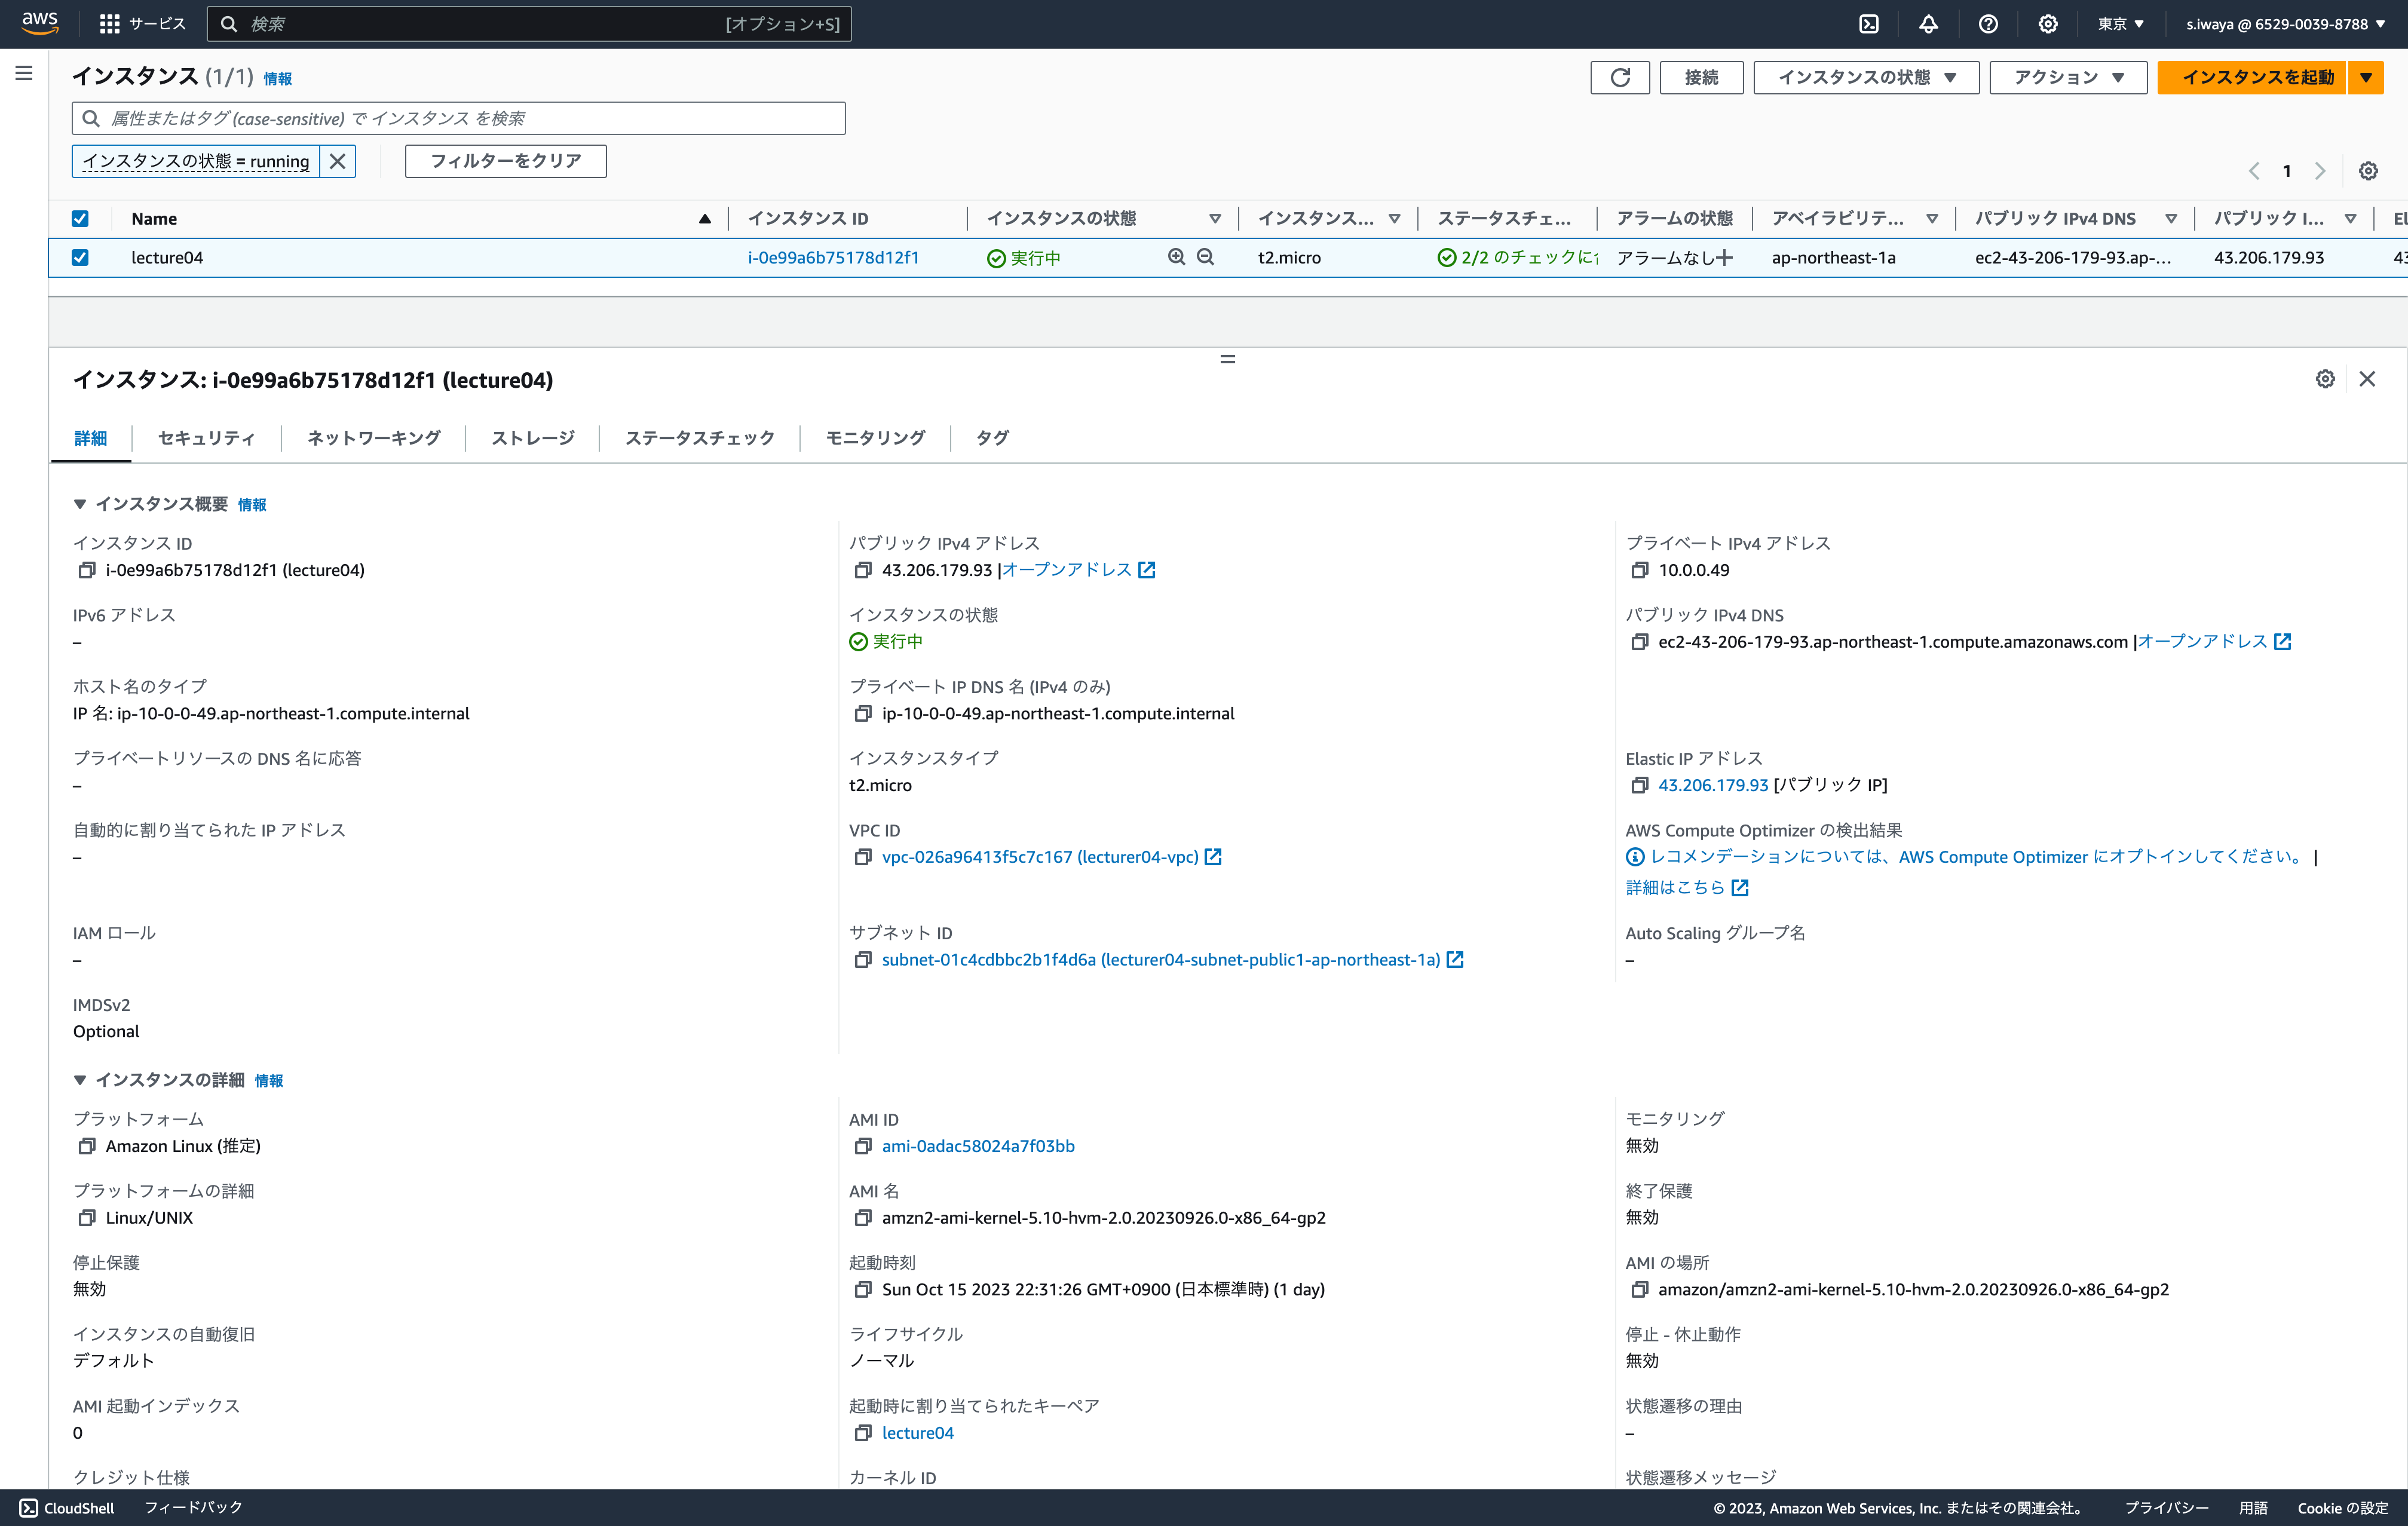 aws サービス 検索 [オプション+S] 東京 s.iwaya @ 6529-0039-8788
インスタンス (1/1) 情報 接続 インスタンスの状態 アクション インスタンスを起動
属性またはタグ (case-sensitive) で インスタンス を検索
インスタンスの状態 = running フィルターをクリア 1
Name インスタンス ID インスタンスの状態 インスタンス... ステータスチェ... アラームの状態 アベイラビリテ... パブリック IPv4 DNS パブリック I... El
lecture04 i-0e99a6b75178d12f1 実行中 t2.micro 2/2 のチェックに アラームなし ap-northeast-1a ec2-43-206-179-93.ap-... 43.206.179.93 43
インスタンス: i-0e99a6b75178d12f1 (lecture04)
詳細 セキュリティ ネットワーキング ストレージ ステータスチェック モニタリング タグ
インスタンス概要 情報
インスタンス ID パブリック IPv4 アドレス プライベート IPv4 アドレス
i-0e99a6b75178d12f1 (lecture04) 43.206.179.93 |オープンアドレス 10.0.0.49
IPv6 アドレス インスタンスの状態 パブリック IPv4 DNS
– 実行中 ec2-43-206-179-93.ap-northeast-1.compute.amazonaws.com |オープンアドレス
ホスト名のタイプ プライベート IP DNS 名 (IPv4 のみ)
IP 名: ip-10-0-0-49.ap-northeast-1.compute.internal ip-10-0-0-49.ap-northeast-1.compute.internal
プライベートリソースの DNS 名に応答 インスタンスタイプ Elastic IP アドレス
– t2.micro 43.206.179.93 [パブリック IP]
自動的に割り当てられた IP アドレス VPC ID AWS Compute Optimizer の検出結果
– vpc-026a96413f5c7c167 (lecturer04-vpc) レコメンデーションについては、AWS Compute Optimizer にオプトインしてください。 |
詳細はこちら
IAM ロール サブネット ID Auto Scaling グループ名
– subnet-01c4cdbbc2b1f4d6a (lecturer04-subnet-public1-ap-northeast-1a) –
IMDSv2
Optional
インスタンスの詳細 情報
プラットフォーム AMI ID モニタリング
Amazon Linux (推定) ami-0adac58024a7f03bb 無効
プラットフォームの詳細 AMI 名 終了保護
Linux/UNIX amzn2-ami-kernel-5.10-hvm-2.0.20230926.0-x86_64-gp2 無効
停止保護 起動時刻 AMI の場所
無効 Sun Oct 15 2023 22:31:26 GMT+0900 (日本標準時) (1 day) amazon/amzn2-ami-kernel-5.10-hvm-2.0.20230926.0-x86_64-gp2
インスタンスの自動復旧 ライフサイクル 停止 - 休止動作
デフォルト ノーマル 無効
AMI 起動インデックス 起動時に割り当てられたキーペア 状態遷移の理由
0 lecture04 –
クレジット仕様 カーネル ID 状態遷移メッセージ
CloudShell フィードバック © 2023, Amazon Web Services, Inc. またはその関連会社。 プライバシー 用語 Cookie の設定